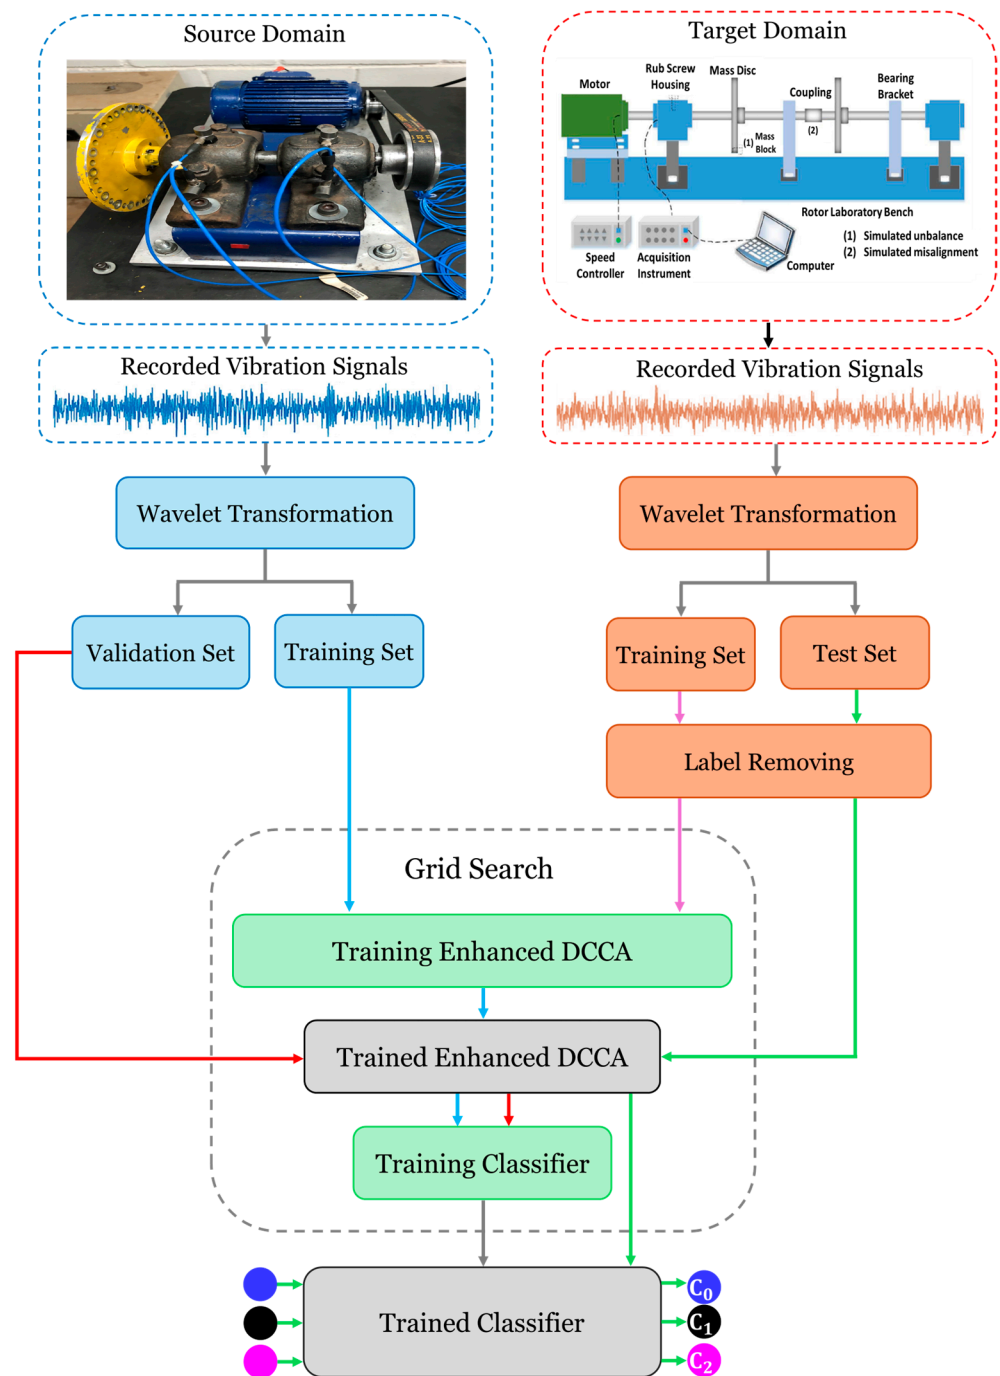 Source Domain
Target Domain
Motor
Rub Screw
Housing
Mass Disc
Coupling
Bearing
Bracket
(1) Mass
Block
(2)
Rotor Laboratory Bench
(1) Simulated unbalance
(2) Simulated misalignment
Speed
Controller
Acquisition
Instrument
Computer
Recorded Vibration Signals
Recorded Vibration Signals
Wavelet Transformation
Wavelet Transformation
Validation Set
Training Set
Training Set
Test Set
Label Removing
Grid Search
Training Enhanced DCCA
Trained Enhanced DCCA
Training Classifier
Trained Classifier
C0
C1
C2